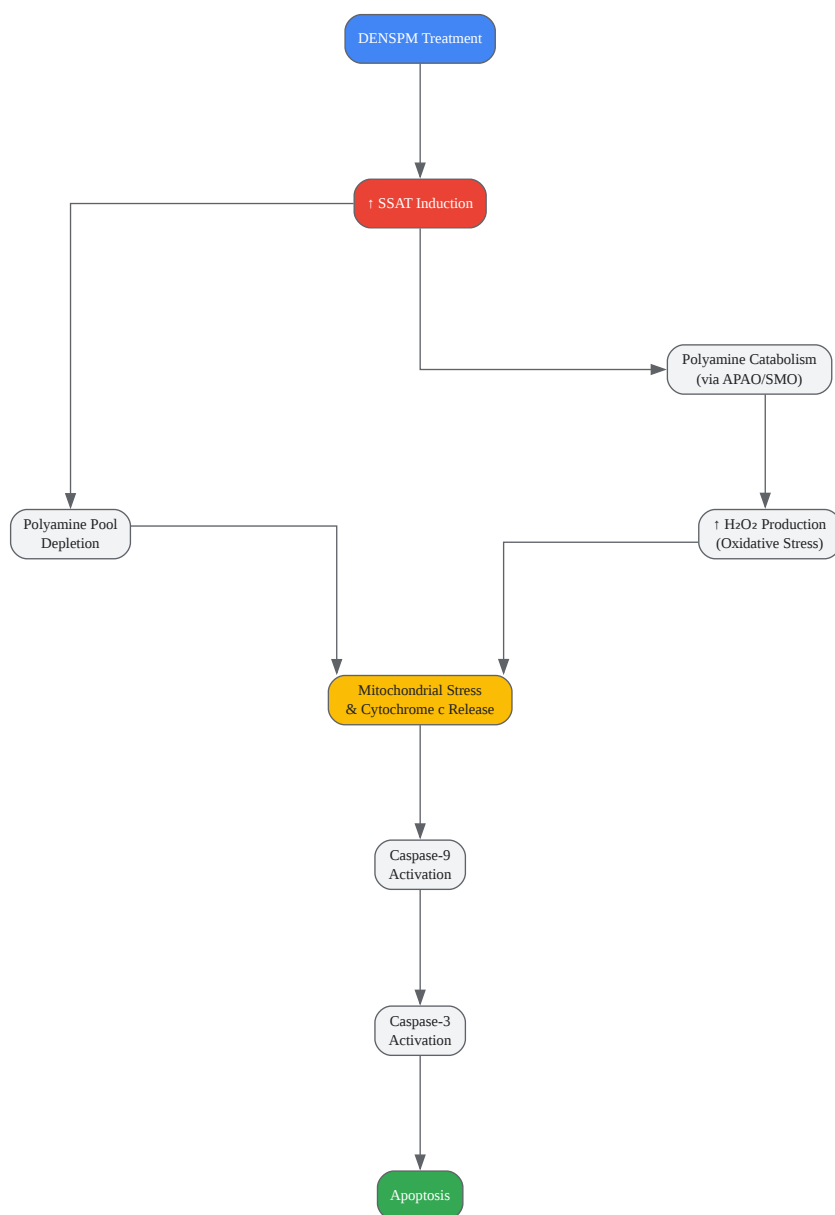 DENSPM Treatment
↑ SSAT Induction
Polyamine Catabolism
(via APAO/SMO)
Polyamine Pool
Depletion
↑ H₂O₂ Production
(Oxidative Stress)
Mitochondrial Stress
& Cytochrome c Release
Caspase-9
Activation
Caspase-3
Activation
Apoptosis